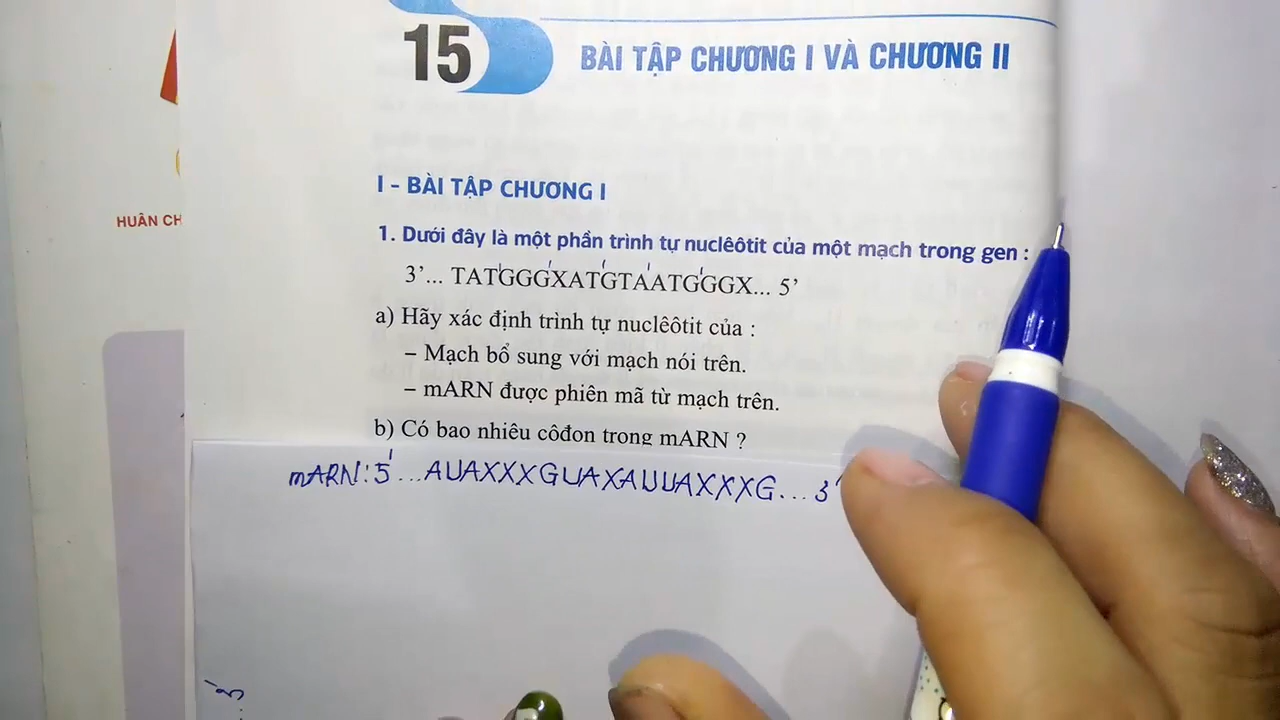 15
BÀI TẬP CHƯƠNG I VÀ CHƯƠNG II
I - BÀI TẬP CHƯƠNG I
HUÂN CH
1. Dưới đây là một phần trình tự nuclêôtit của một mạch trong gen :
3’... TATGGGXATGTAATGGGX... 5’
a) Hãy xác định trình tự nuclêôtit của :
– Mạch bổ sung với mạch nói trên.
– mARN được phiên mã từ mạch trên.
b) Có bao nhiêu côđon trong mARN ?
mARN: 5' ...AUAXXXGUAXAUUAXXXG... 3'